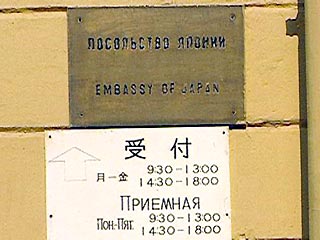 ПОСОЛЬСТВО ЯПОНИИ
EMBASSY OF JAPAN
受付
月-金 9:30-13:00
14:30-18:00
ПРИЕМНАЯ
ПОН-ПЯТ. 9:30-13:00
14:30-18:00